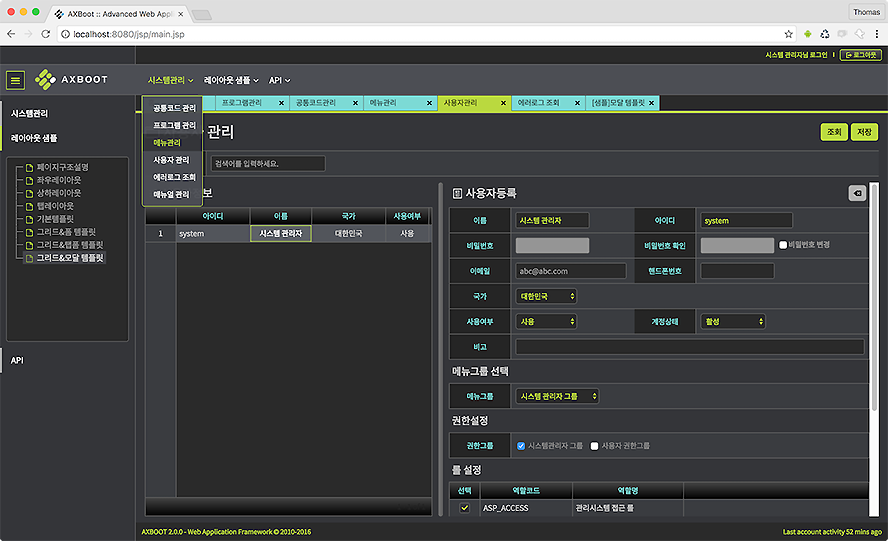 AXBoot :: Advanced Web Appli
Thomas
localhost:8080/jsp/main.jsp
시스템 관리자님 로그인 | 로그아웃
AXBOOT
시스템관리 레이아웃 샘플 API
프로그램관리 공통코드관리 메뉴관리 사용자관리 에러로그 조회 [샘플]모달 템플릿
공통코드 관리
프로그램 관리
메뉴관리
사용자 관리
에러로그 조회
매뉴얼 관리
시스템관리
레이아웃 샘플
페이지구조설명
좌우레이아웃
상하레이아웃
탭레이아웃
기본템플릿
그리드&폼 템플릿
그리드&탭폼 템플릿
그리드&모달 템플릿
API
관리
조회 저장
검색어를 입력하세요.
보
아이디 이름 국가 사용여부
1 system 시스템 관리자 대한민국 사용
사용자등록
이름 시스템 관리자 아이디 system
비밀번호 비밀번호 확인 비밀번호 변경
이메일 abc@abc.com 핸드폰번호
국가 대한민국
사용여부 사용 계정상태 활성
비고
메뉴그룹 선택
메뉴그룹 시스템 관리자 그룹
권한설정
권한그룹 시스템관리자 그룹 사용자 권한그룹
롤 설정
선택 역할코드 역할명
ASP_ACCESS 관리시스템 접근 롤
AXBOOT 2.0.0 - Web Application Framework © 2010-2016
Last account activity 52 mins ago